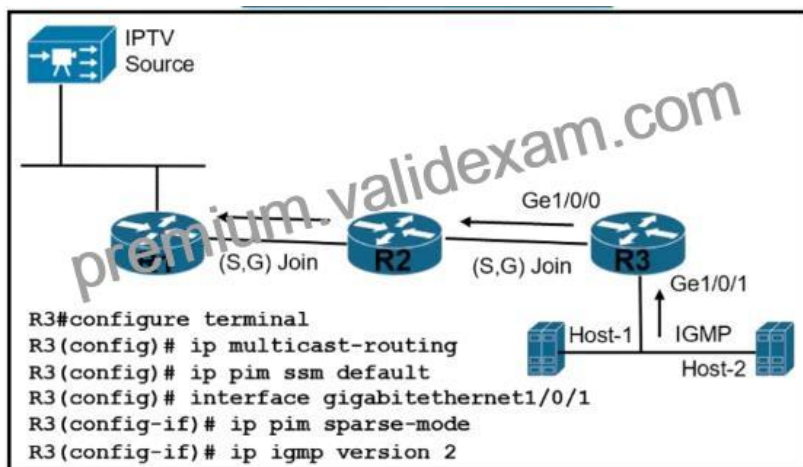 IPTV
Source
premium.validexam.com
Ge1/0/0
R2
R3
(S,G) Join
(S,G) Join
Ge1/0/1
Host-1
IGMP
Host-2
R3#configure terminal
R3(config)# ip multicast-routing
R3(config)# ip pim ssm default
R3(config)# interface gigabitethernet1/0/1
R3(config-if)# ip pim sparse-mode
R3(config-if)# ip igmp version 2